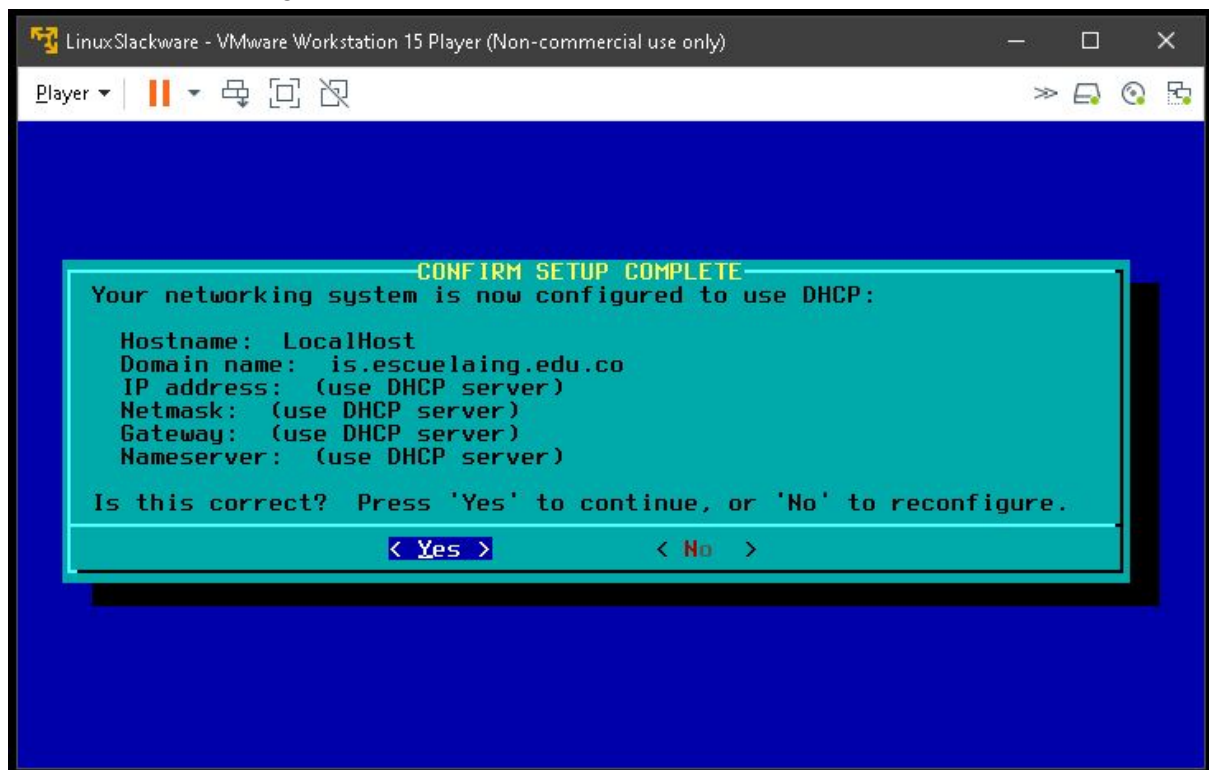 LinuxSlackware - VMware Workstation 15 Player (Non-commercial use only)
Player
CONFIRM SETUP COMPLETE
Your networking system is now configured to use DHCP:
Hostname: LocalHost
Domain name: is.escuelaing.edu.co
IP address: (use DHCP server)
Netmask: (use DHCP server)
Gateway: (use DHCP server)
Nameserver: (use DHCP server)
Is this correct? Press 'Yes' to continue, or 'No' to reconfigure.
< Yes > < No >